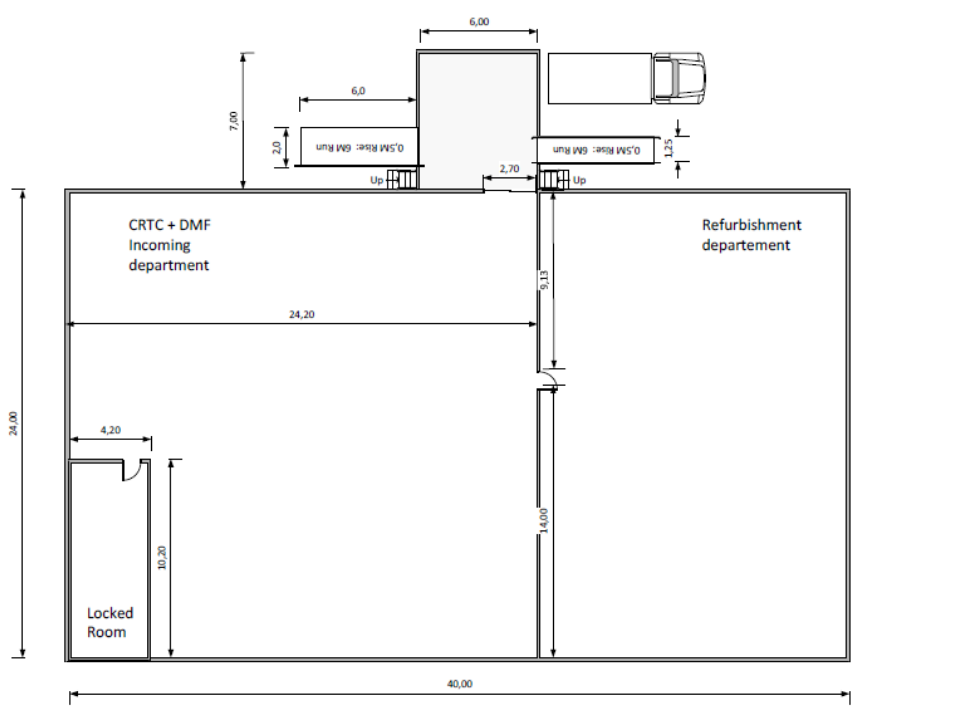 6,00
6,0
7,00
2,0
0,5M Rise: 6M Run
0,5M Rise: 6M Run
1,25
Up
2,70
Up
CRTC + DMF
Incoming
department
Refurbishment
departement
9,13
24,20
24,00
4,20
14,00
10,20
Locked
Room
40,00